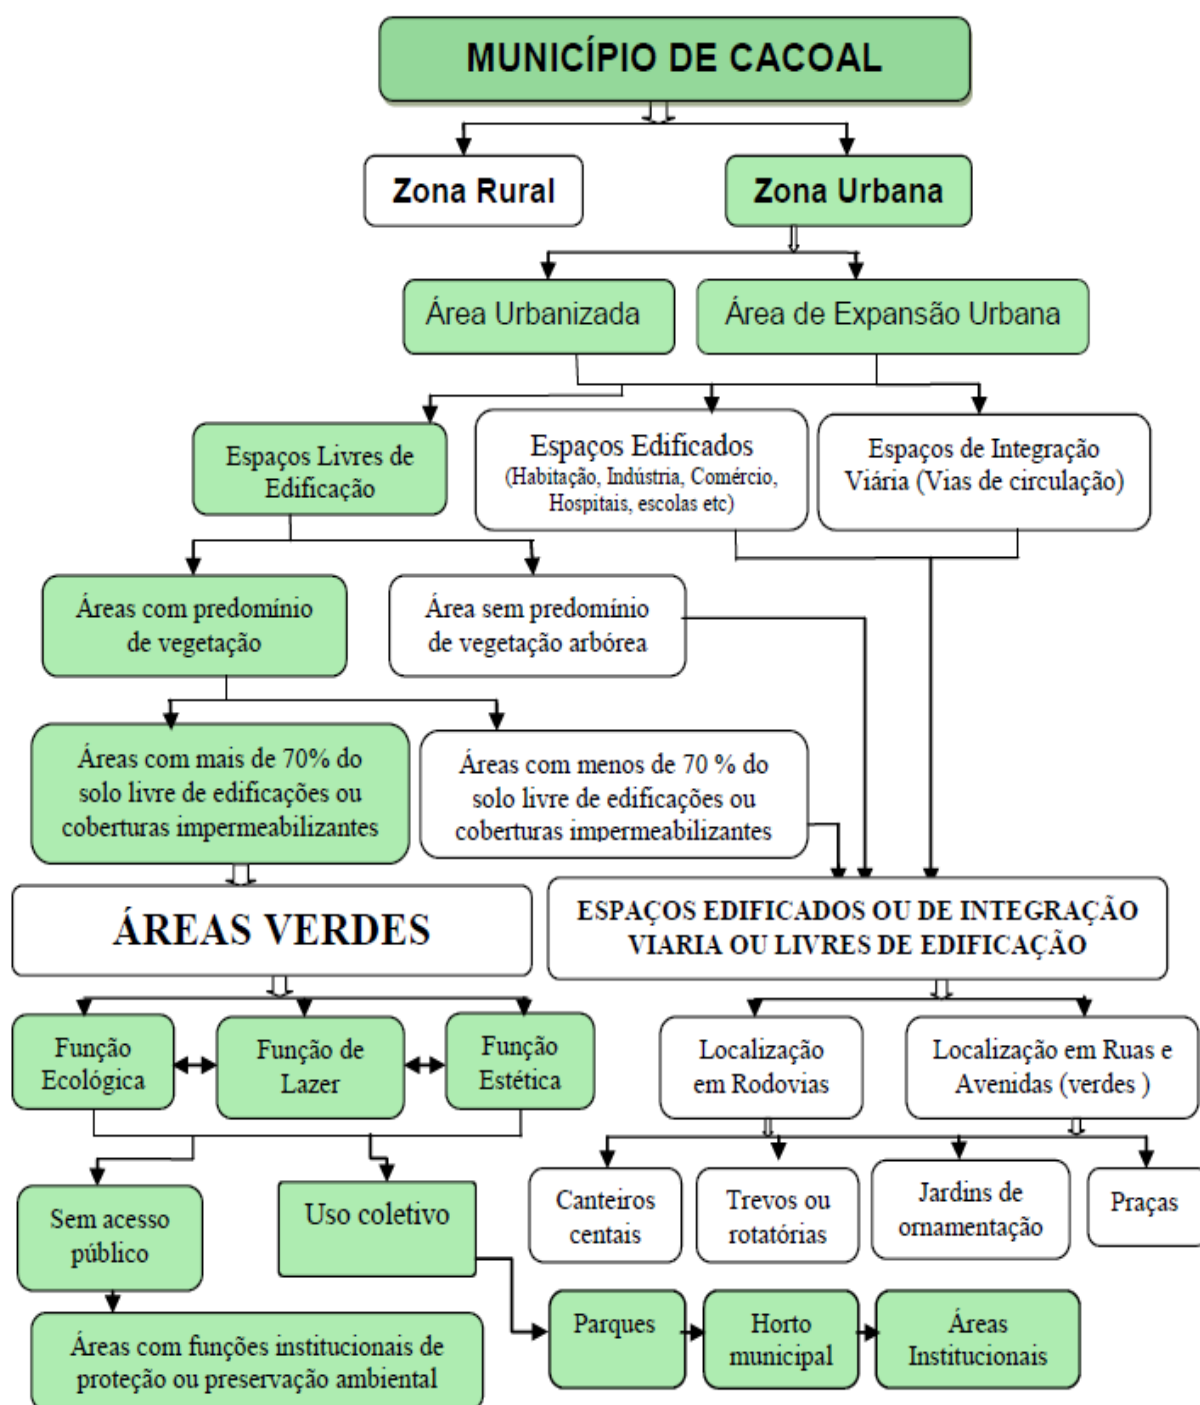 MUNICÍPIO DE CACOAL
Zona Rural
Zona Urbana
Área Urbanizada
Área de Expansão Urbana
Espaços Livres de
Edificação
Espaços Edificados
(Habitação, Indústria, Comércio,
Hospitais, escolas etc)
Espaços de Integração
Viária (Vias de circulação)
Áreas com predomínio
de vegetação
Área sem predomínio
de vegetação arbórea
Áreas com mais de 70% do
solo livre de edificações ou
coberturas impermeabilizantes
Áreas com menos de 70 % do
solo livre de edificações ou
coberturas impermeabilizantes
ÁREAS VERDES
ESPAÇOS EDIFICADOS OU DE INTEGRAÇÃO
VIARIA OU LIVRES DE EDIFICAÇÃO
Função
Ecológica
Função de
Lazer
Função
Estética
Localização
em Rodovias
Localização em Ruas e
Avenidas (verdes )
Sem acesso
público
Uso coletivo
Canteiros
centais
Trevos ou
rotatórias
Jardins de
ornamentação
Praças
Áreas com funções institucionais de
proteção ou preservação ambiental
Parques
Horto
municipal
Áreas
Institucionais